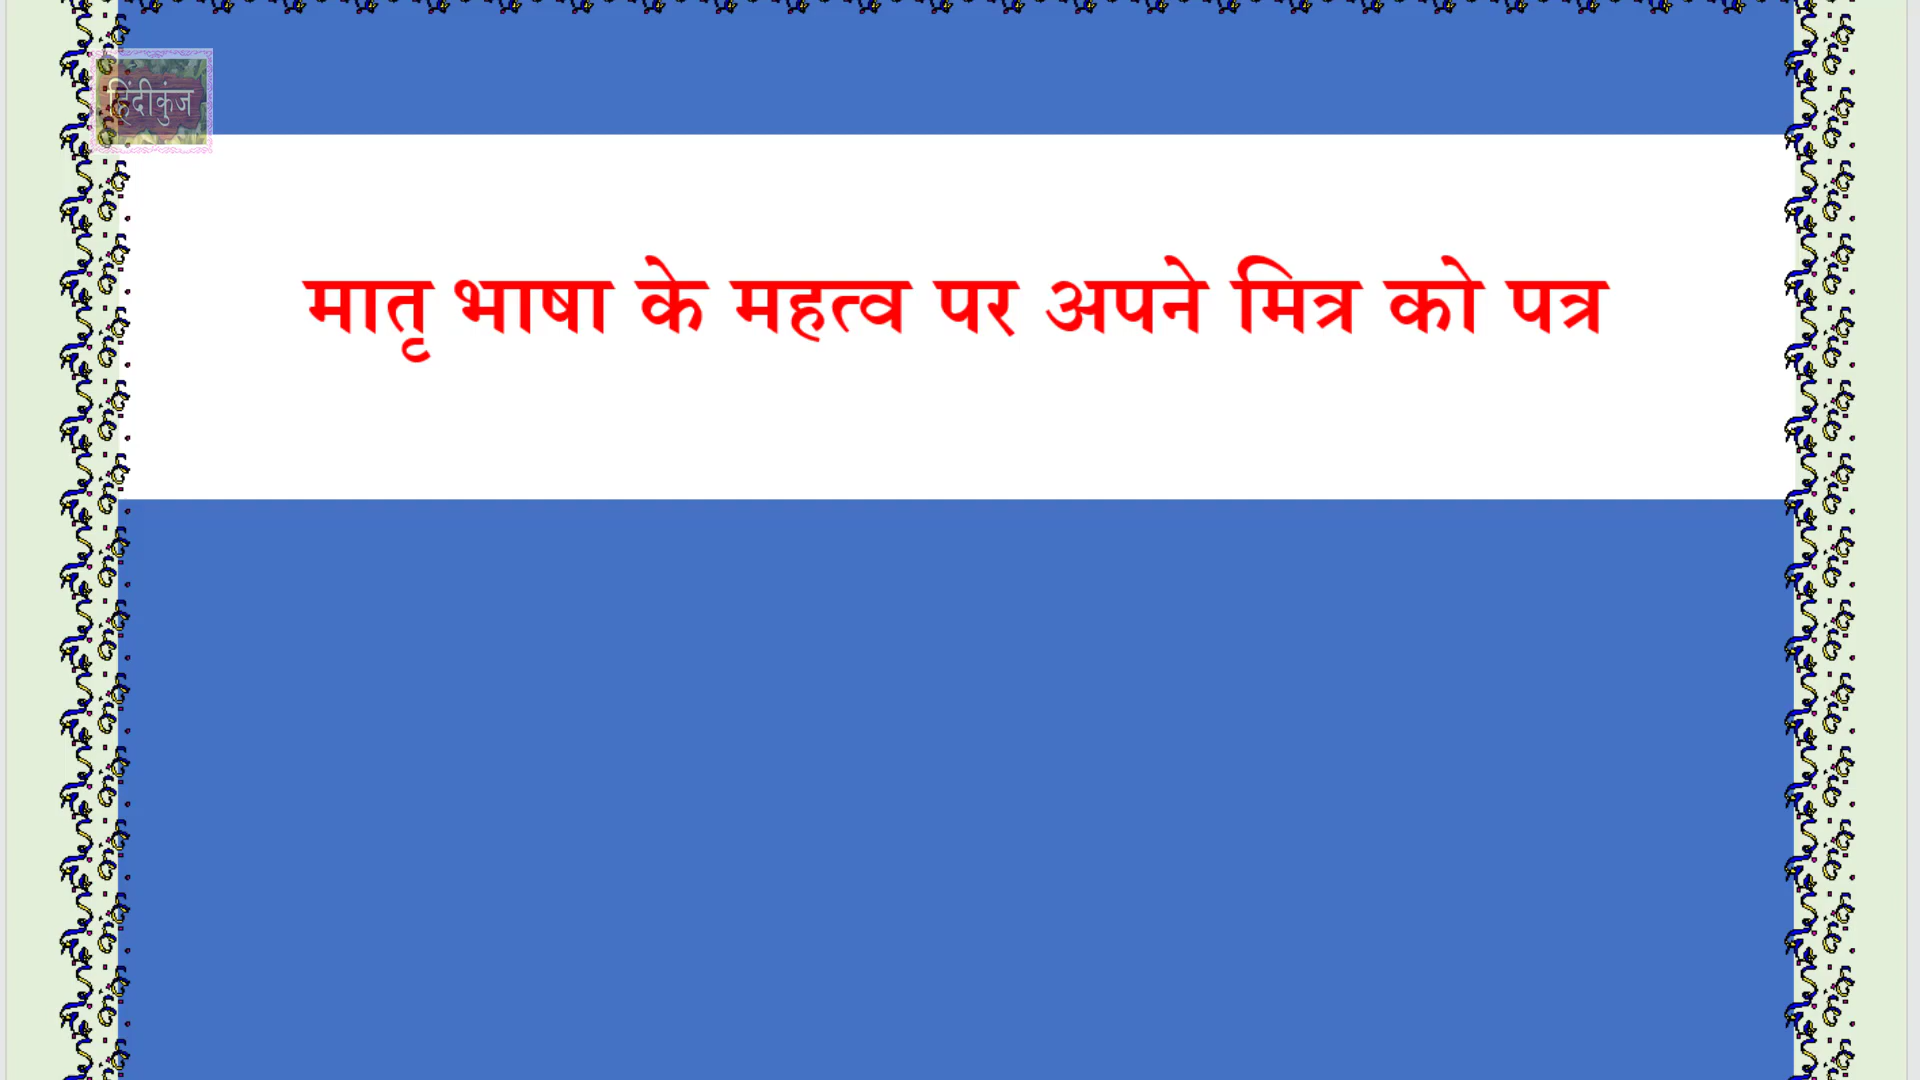 हिंदीकुंज
मातृ भाषा के महत्व पर अपने मित्र को पत्र